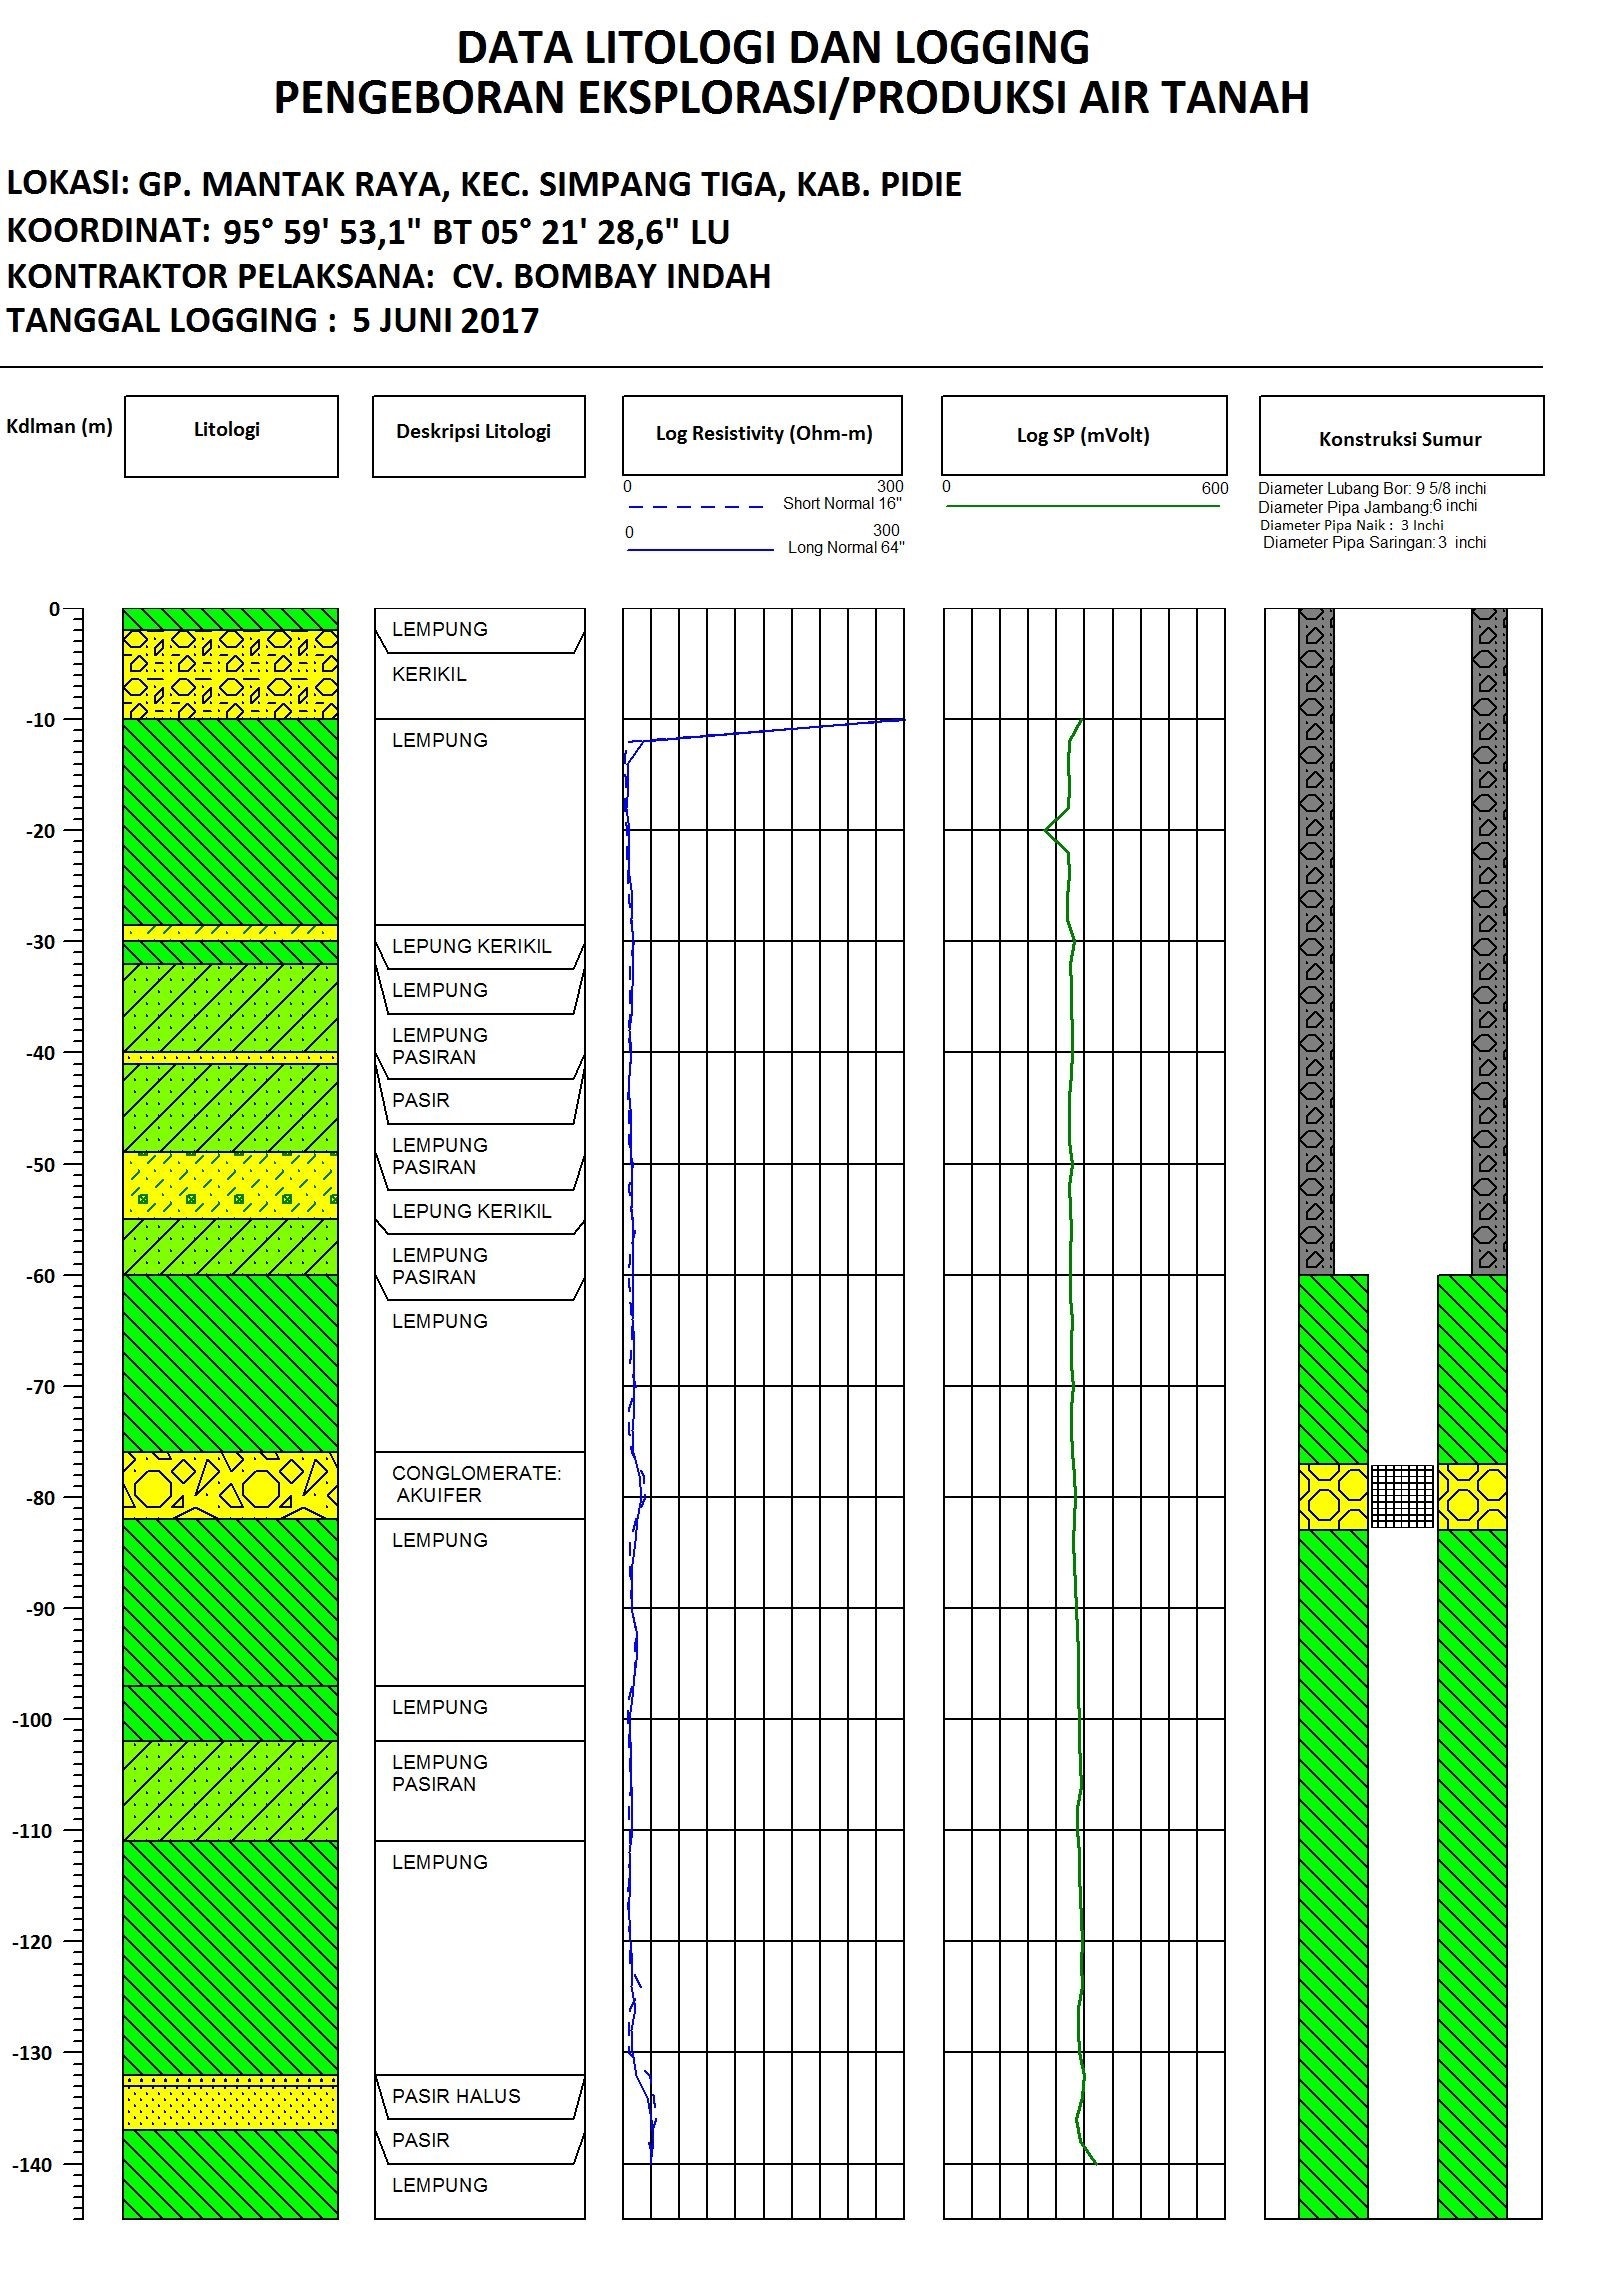 DATA LITOLOGI DAN LOGGING
PENGEBORAN EKSPLORASI/PRODUKSI AIR TANAH
LOKASI: GP. MANTAK RAYA, KEC. SIMPANG TIGA, KAB. PIDIE
KOORDINAT: 95° 59' 53,1" BT 05° 21' 28,6" LU
KONTRAKTOR PELAKSANA: CV. BOMBAY INDAH
TANGGAL LOGGING : 5 JUNI 2017
Kdlman (m)
Litologi
Deskripsi Litologi
Log Resistivity (Ohm-m)
Log SP (mVolt)
Konstruksi Sumur
0 300
Short Normal 16"
0 300
Long Normal 64"
0 600
Diameter Lubang Bor: 9 5/8 inchi
Diameter Pipa Jambang:6 inchi
Diameter Pipa Naik : 3 Inchi
Diameter Pipa Saringan: 3 inchi
0
-10
-20
-30
-40
-50
-60
-70
-80
-90
-100
-110
-120
-130
-140
LEMPUNG
KERIKIL
LEMPUNG
LEPUNG KERIKIL
LEMPUNG
LEMPUNG
PASIRAN
PASIR
LEMPUNG
PASIRAN
LEPUNG KERIKIL
LEMPUNG
PASIRAN
LEMPUNG
CONGLOMERATE:
AKUIFER
LEMPUNG
LEMPUNG
LEMPUNG
PASIRAN
LEMPUNG
PASIR HALUS
PASIR
LEMPUNG